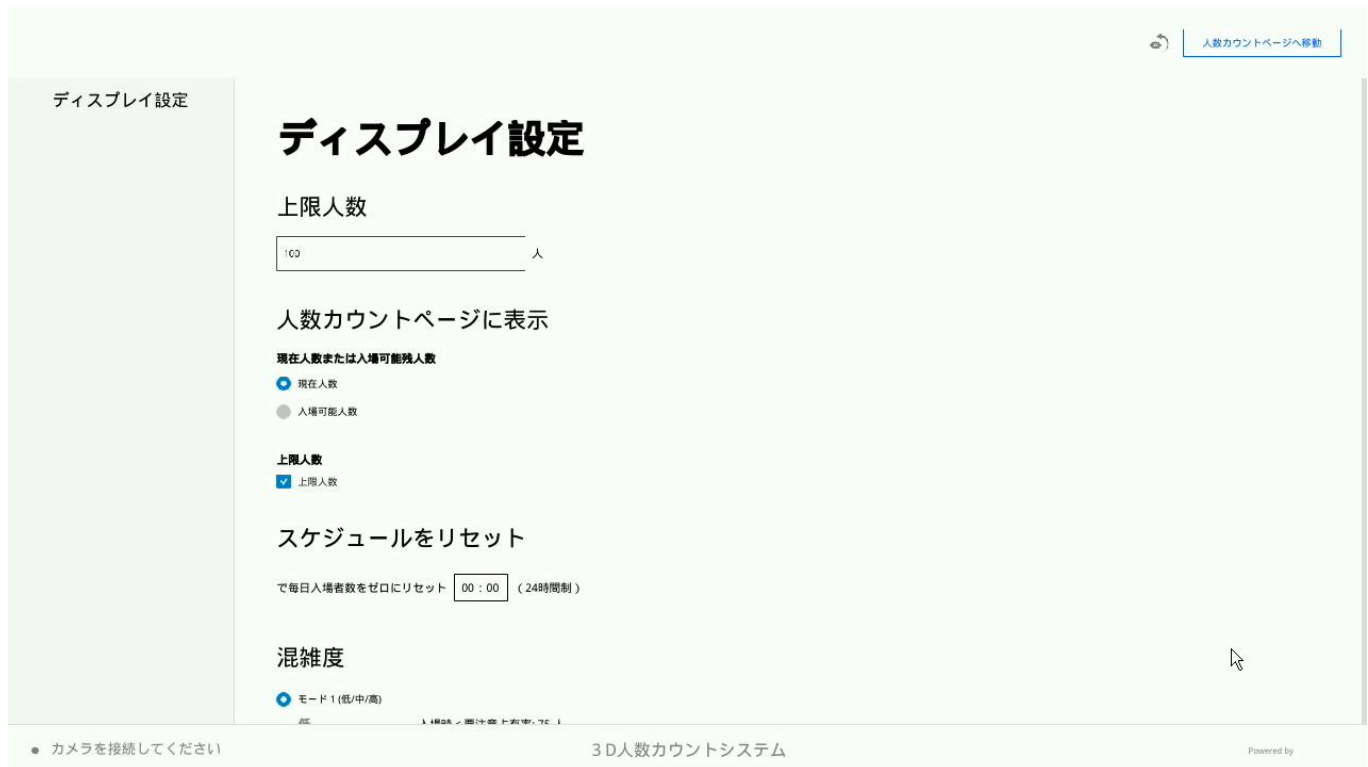 人数カウントページへ移動
ディスプレイ設定
ディスプレイ設定
上限人数
100 人
人数カウントページに表示
現在人数または入場可能残人数
現在人数
入場可能人数
上限人数
上限人数
スケジュールをリセット
で毎日入場者数をゼロにリセット 00 : 00 ( 24時間制 )
混雑度
モード 1 (低/中/高)
カメラを接続してください
3 D人数カウントシステム
Powered by